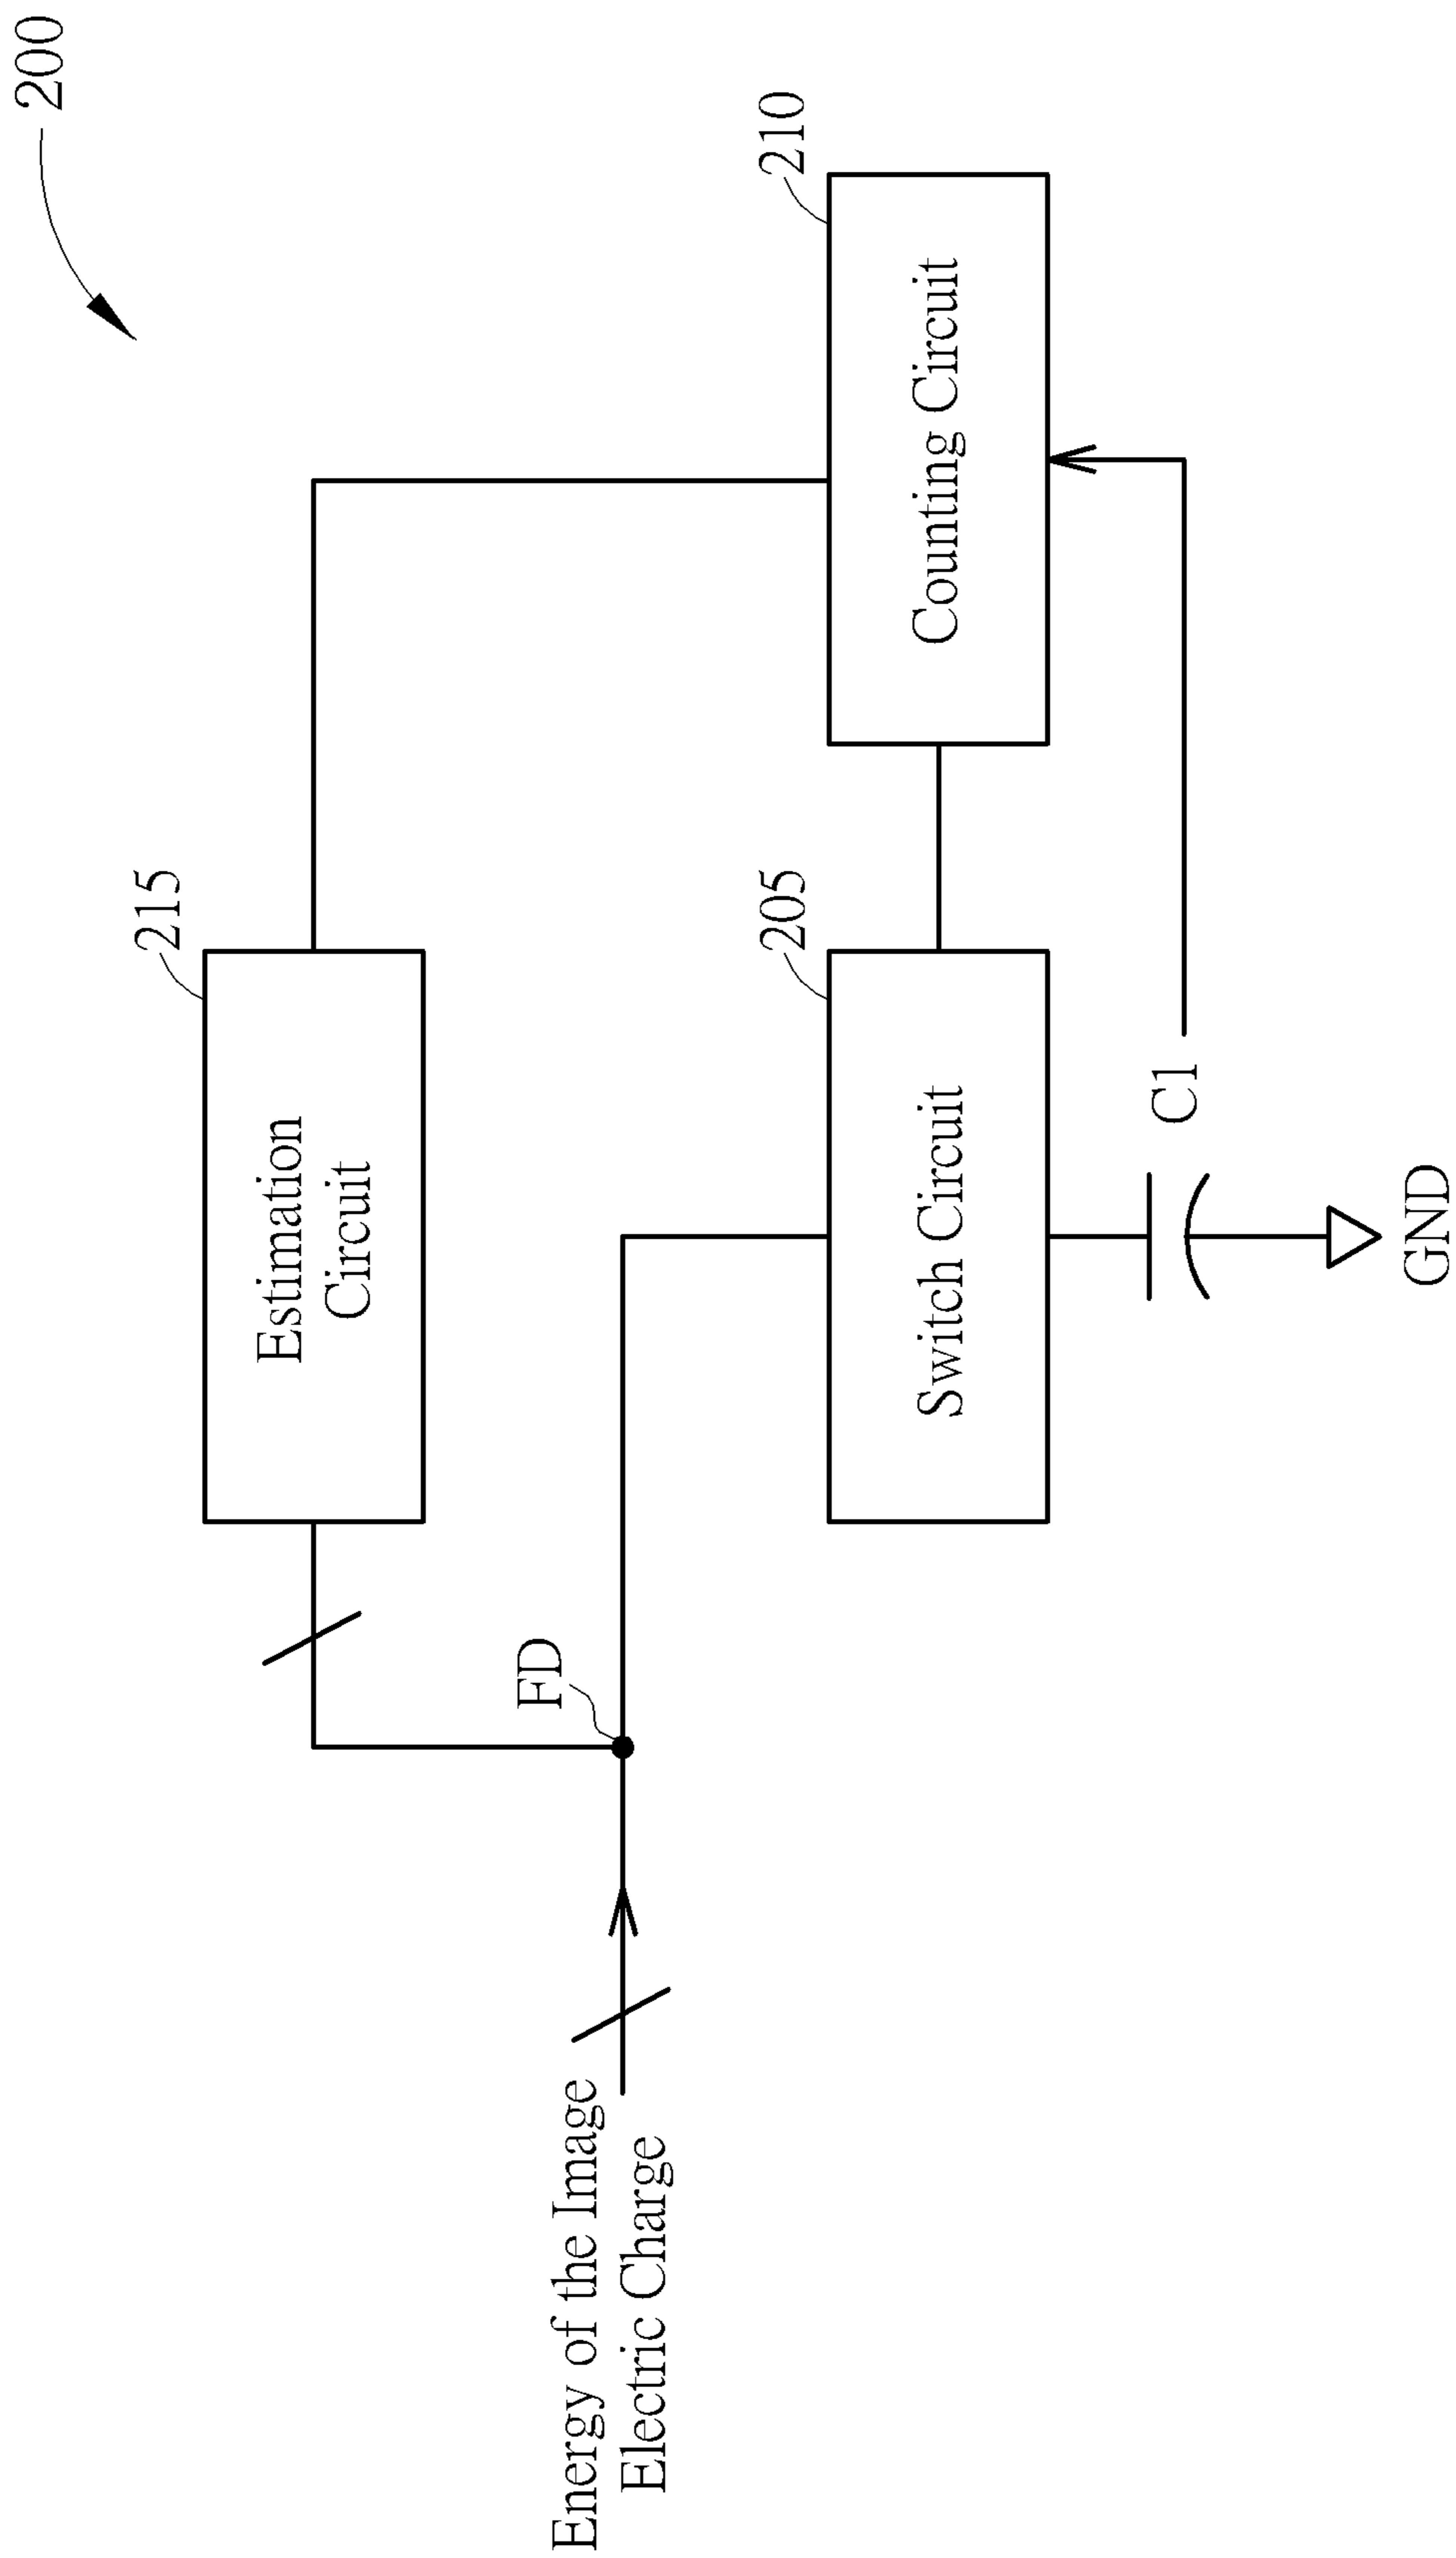 200
215
Estimation
Circuit
FD
Energy of the Image
Electric Charge
205
Switch Circuit
210
Counting Circuit
C1
GND